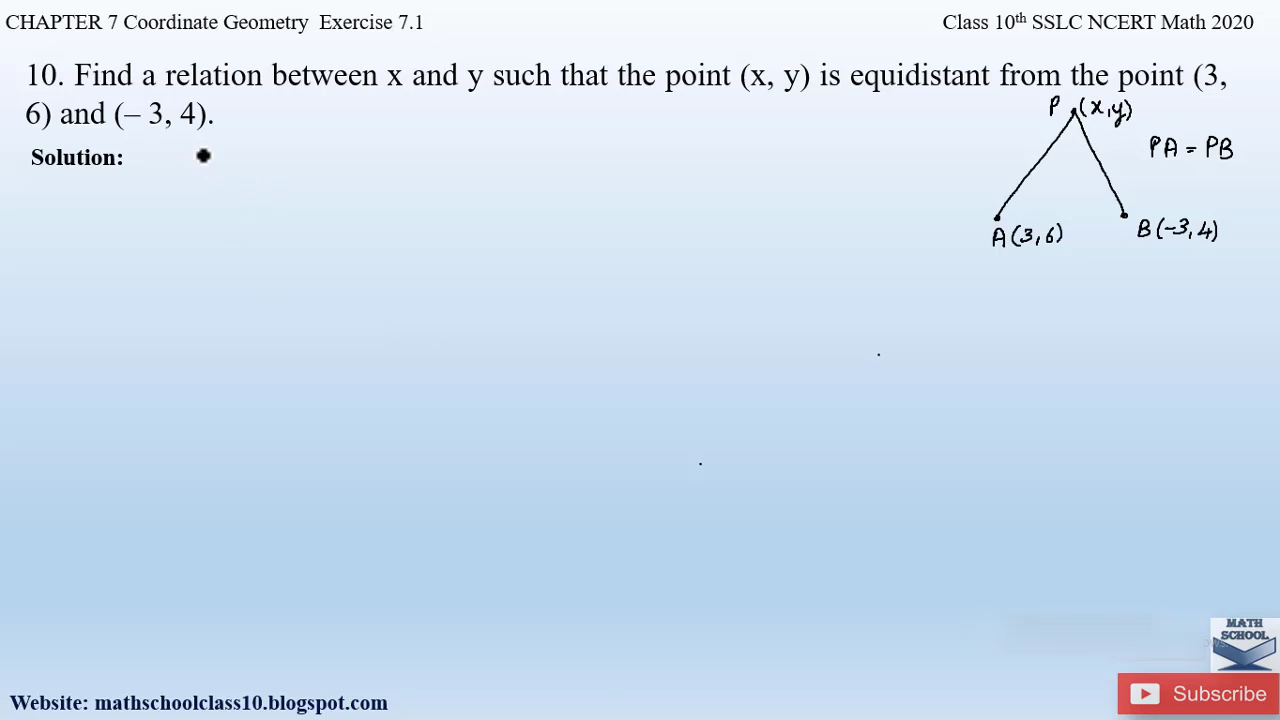 CHAPTER 7 Coordinate Geometry Exercise 7.1
Class 10th SSLC NCERT Math 2020
10. Find a relation between x and y such that the point (x, y) is equidistant from the point (3,
6) and (– 3, 4).
P (x,y)
Solution:
PA = PB
A (3,6)
B (-3,4)
MATH
SCHOOL
Subscribe
Website: mathschoolclass10.blogspot.com